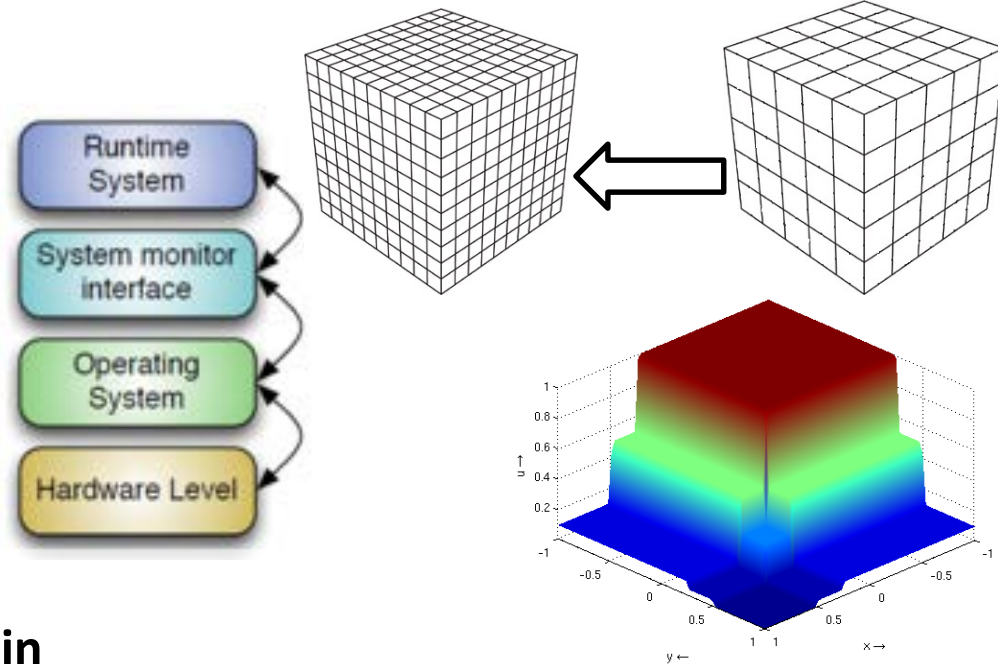 Runtime
System
System monitor
interface
Operating
System
Hardware Level
1
0.8
0.6
0.4
0.2
u→
-1
-0.5
0
0.5
1
y ←
1
0.5
0
-0.5
-1
x→
in